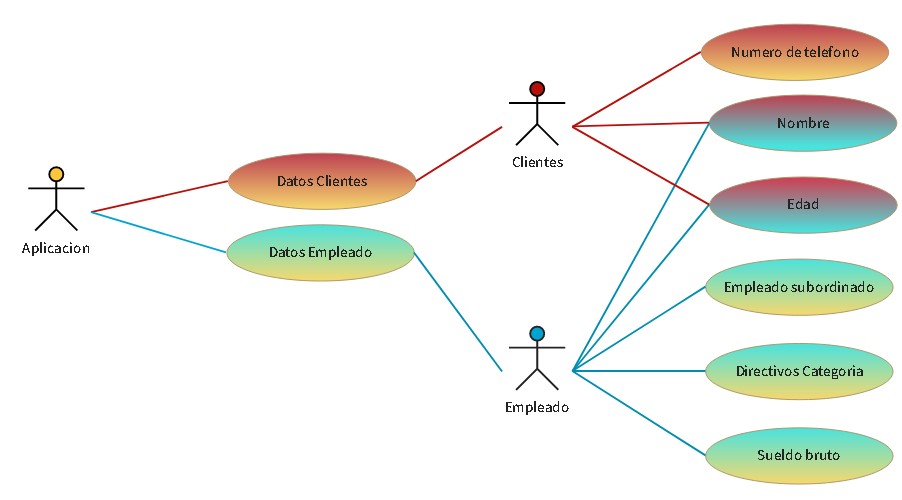 Aplicacion
Datos Clientes
Datos Empleado
Clientes
Empleado
Numero de telefono
Nombre
Edad
Empleado subordinado
Directivos Categoria
Sueldo bruto